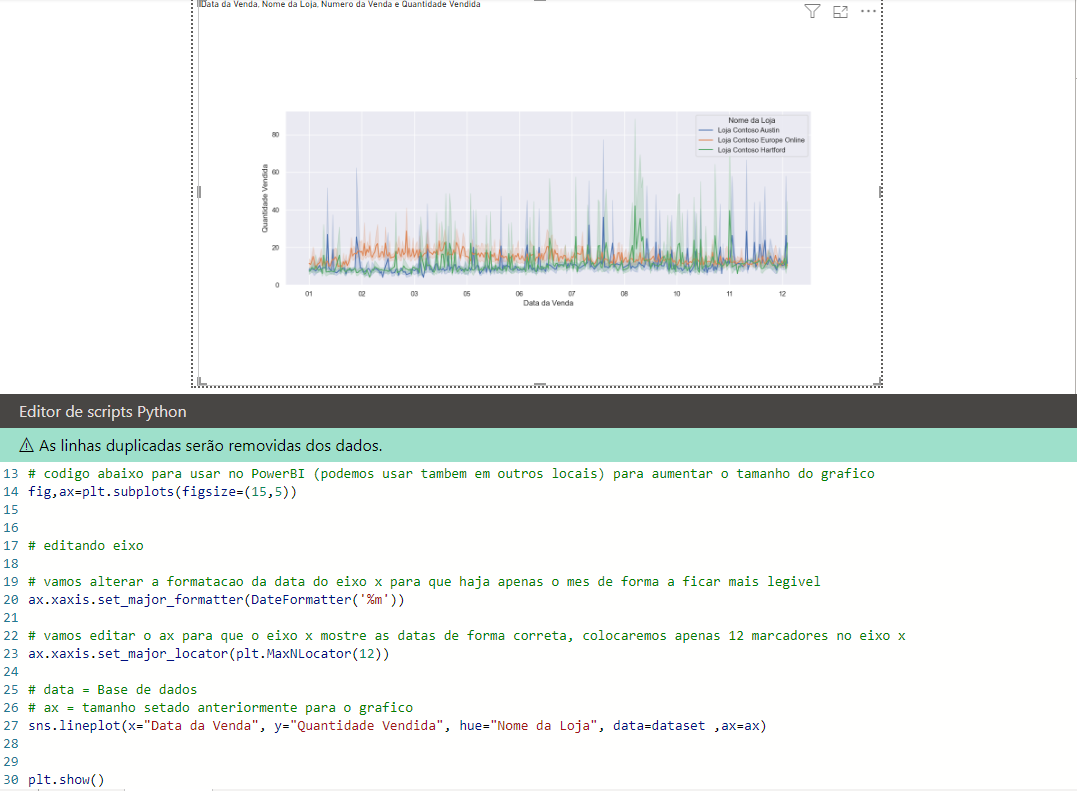 Data da Venda, Nome da Loja, Numero da Venda e Quantidade Vendida
Nome da Loja
Loja Contoso Austin
Loja Contoso Europe Online
Loja Contoso Hartford
80
60
40
20
0
Quantidade Vendida
01 02 03 05 06 07 08 10 11 12
Data da Venda
Editor de scripts Python
As linhas duplicadas serão removidas dos dados.
13 # codigo abaixo para usar no PowerBI (podemos usar tambem em outros locais) para aumentar o tamanho do grafico
14 fig,ax=plt.subplots(figsize=(15,5))
15
16
17 # editando eixo
18
19 # vamos alterar a formatacao da data do eixo x para que haja apenas o mes de forma a ficar mais legivel
20 ax.xaxis.set_major_formatter(DateFormatter('%m'))
21
22 # vamos editar o ax para que o eixo x mostre as datas de forma correta, colocaremos apenas 12 marcadores no eixo x
23 ax.xaxis.set_major_locator(plt.MaxNLocator(12))
24
25 # data = Base de dados
26 # ax = tamanho setado anteriormente para o grafico
27 sns.lineplot(x="Data da Venda", y="Quantidade Vendida", hue="Nome da Loja", data=dataset ,ax=ax)
28
29
30 plt.show()